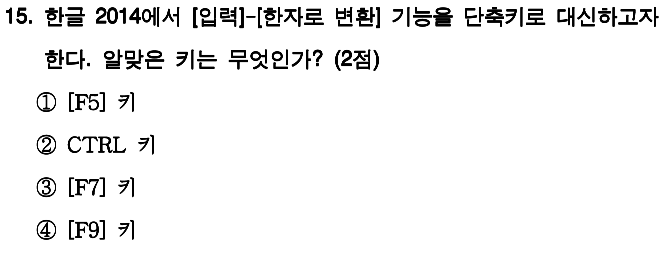 15. 한글 2014에서 [입력]-[한자로 변환] 기능을 단축키로 대신하고자
한다. 알맞은 키는 무엇인가? (2점)
① [F5] 키
② CTRL 키
③ [F7] 키
④ [F9] 키